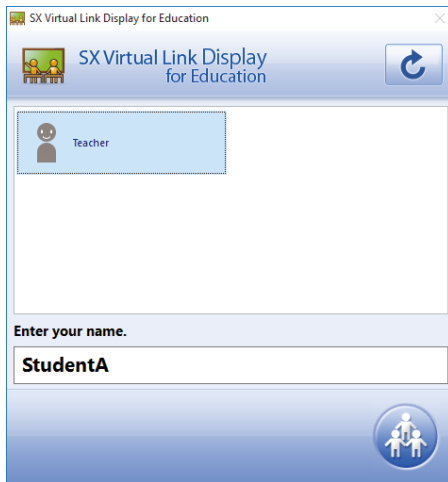 SX Virtual Link Display for Education
SX Virtual Link Display
for Education
Teacher
Enter your name.
StudentA